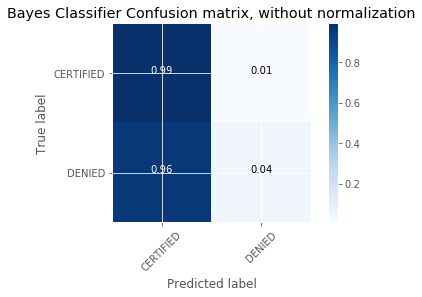 Bayes Classifier Confusion matrix, without normalization
True label
CERTIFIED
0.99
0.01
DENIED
0.96
0.04
CERTIFIED
DENIED
Predicted label
0.8
0.6
0.4
0.2